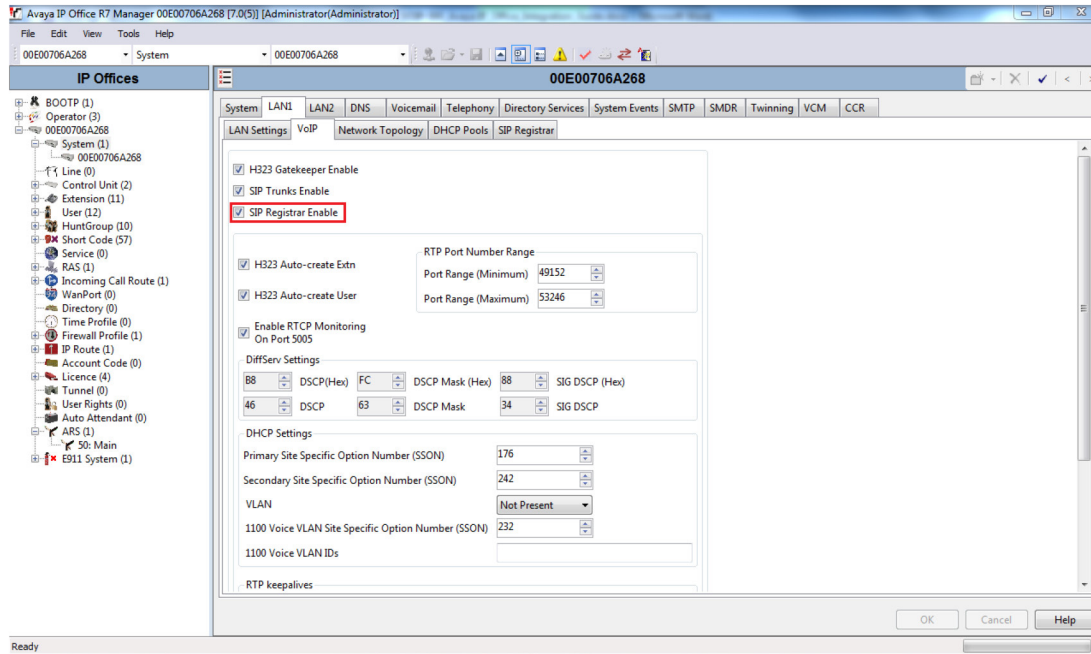 Avaya IP Office R7 Manager 00E00706A268 [7.0(5)] [Administrator(Administrator)]
File Edit View Tools Help
00E00706A268 System 00E00706A268
IP Offices
00E00706A268
BOOTP (1)
Operator (3)
00E00706A268
System (1)
00E00706A268
Line (0)
Control Unit (2)
Extension (11)
User (12)
HuntGroup (10)
Short Code (57)
Service (0)
RAS (1)
Incoming Call Route (1)
WanPort (0)
Directory (0)
Time Profile (0)
Firewall Profile (1)
IP Route (1)
Account Code (0)
Licence (4)
Tunnel (0)
User Rights (0)
Auto Attendant (0)
ARS (1)
50: Main
E911 System (1)
System LAN1 LAN2 DNS Voicemail Telephony Directory Services System Events SMTP SMDR Twinning VCM CCR
LAN Settings VoIP Network Topology DHCP Pools SIP Registrar
H323 Gatekeeper Enable
SIP Trunks Enable
SIP Registrar Enable
H323 Auto-create Extn
H323 Auto-create User
Enable RTCP Monitoring
On Port 5005
RTP Port Number Range
Port Range (Minimum) 49152
Port Range (Maximum) 53246
DiffServ Settings
B8 DSCP(Hex) FC DSCP Mask (Hex) 88 SIG DSCP (Hex)
46 DSCP 63 DSCP Mask 34 SIG DSCP
DHCP Settings
Primary Site Specific Option Number (SSON) 176
Secondary Site Specific Option Number (SSON) 242
VLAN Not Present
1100 Voice VLAN Site Specific Option Number (SSON) 232
1100 Voice VLAN IDs
RTP keepalives
OK Cancel Help
Ready